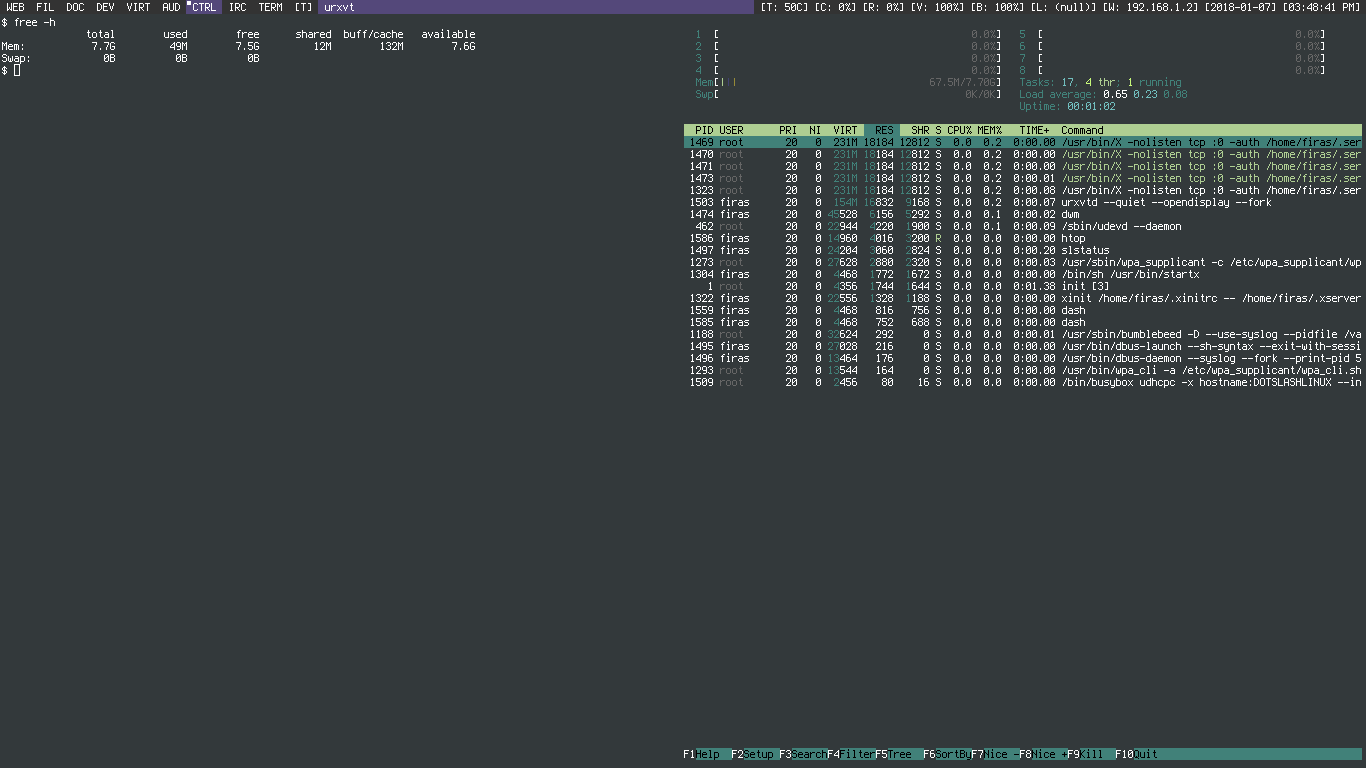 WEB FIL DOC DEV VIRT AUD CTRL IRC TERM [T] urxvt [T: 50C] [C: 0%] [R: 0%] [V: 100%] [B: 100%] [L: (null)] [W: 192.168.1.2] [2018-01-07] [03:48:41 PM]
$ free -h
total used free shared buff/cache available
Mem: 7.7G 49M 7.5G 12M 132M 7.6G
Swap: 0B 0B 0B
$
1 [ 0.0%] 5 [ 0.0%]
2 [ 0.0%] 6 [ 0.0%]
3 [ 0.0%] 7 [ 0.0%]
4 [ 0.0%] 8 [ 0.0%]
Mem[||| 67.5M/7.70G] Tasks: 17, 4 thr; 1 running
Swp[ 0K/0K] Load average: 0.65 0.23 0.08
Uptime: 00:01:02
PID USER PRI NI VIRT RES SHR S CPU% MEM% TIME+ Command
1469 root 20 0 231M 18184 12812 S 0.0 0.2 0:00.00 /usr/bin/X -nolisten tcp :0 -auth /home/firas/.ser
1470 root 20 0 231M 18184 12812 S 0.0 0.2 0:00.00 /usr/bin/X -nolisten tcp :0 -auth /home/firas/.ser
1471 root 20 0 231M 18184 12812 S 0.0 0.2 0:00.01 /usr/bin/X -nolisten tcp :0 -auth /home/firas/.ser
1473 root 20 0 231M 18184 12812 S 0.0 0.2 0:00.01 /usr/bin/X -nolisten tcp :0 -auth /home/firas/.ser
1323 root 20 0 231M 18184 12812 S 0.0 0.2 0:00.08 /usr/bin/X -nolisten tcp :0 -auth /home/firas/.ser
1503 firas 20 0 154M 16832 9168 S 0.0 0.2 0:00.07 urxvtd --quiet --opendisplay --fork
1474 firas 20 0 45528 6156 5292 S 0.0 0.1 0:00.02 dwm
462 root 20 0 22944 4220 1900 S 0.0 0.1 0:00.09 /sbin/udevd --daemon
1586 firas 20 0 14960 4016 3200 R 0.0 0.0 0:00.00 htop
1497 firas 20 0 24204 3060 2824 S 0.0 0.0 0:00.20 slstatus
1273 root 20 0 27628 2880 2320 S 0.0 0.0 0:00.03 /usr/sbin/wpa_supplicant -c /etc/wpa_supplicant/wp
1304 firas 20 0 4468 1772 1672 S 0.0 0.0 0:00.00 /bin/sh /usr/bin/startx
1 root 20 0 4356 1744 1644 S 0.0 0.0 0:01.38 init [3]
1322 firas 20 0 22556 1328 1188 S 0.0 0.0 0:00.00 xinit /home/firas/.xinitrc -- /home/firas/.xserver
1559 firas 20 0 4468 816 756 S 0.0 0.0 0:00.00 dash
1585 firas 20 0 4468 752 688 S 0.0 0.0 0:00.00 dash
1188 root 20 0 32624 292 0 S 0.0 0.0 0:00.01 /usr/sbin/bumblebeed -D --use-syslog --pidfile /va
1495 firas 20 0 27028 216 0 S 0.0 0.0 0:00.00 /usr/bin/dbus-launch --sh-syntax --exit-with-sessi
1496 firas 20 0 13464 176 0 S 0.0 0.0 0:00.00 /usr/bin/dbus-daemon --syslog --fork --print-pid 5
1293 root 20 0 13544 164 0 S 0.0 0.0 0:00.00 /usr/bin/wpa_cli -a /etc/wpa_supplicant/wpa_cli.sh
1509 root 20 0 2456 80 16 S 0.0 0.0 0:00.00 /bin/busybox udhcpc -x hostname:DOTSLASHLINUX --in
F1Help F2Setup F3SearchF4FilterF5Tree F6SortByF7Nice -F8Nice +F9Kill F10Quit